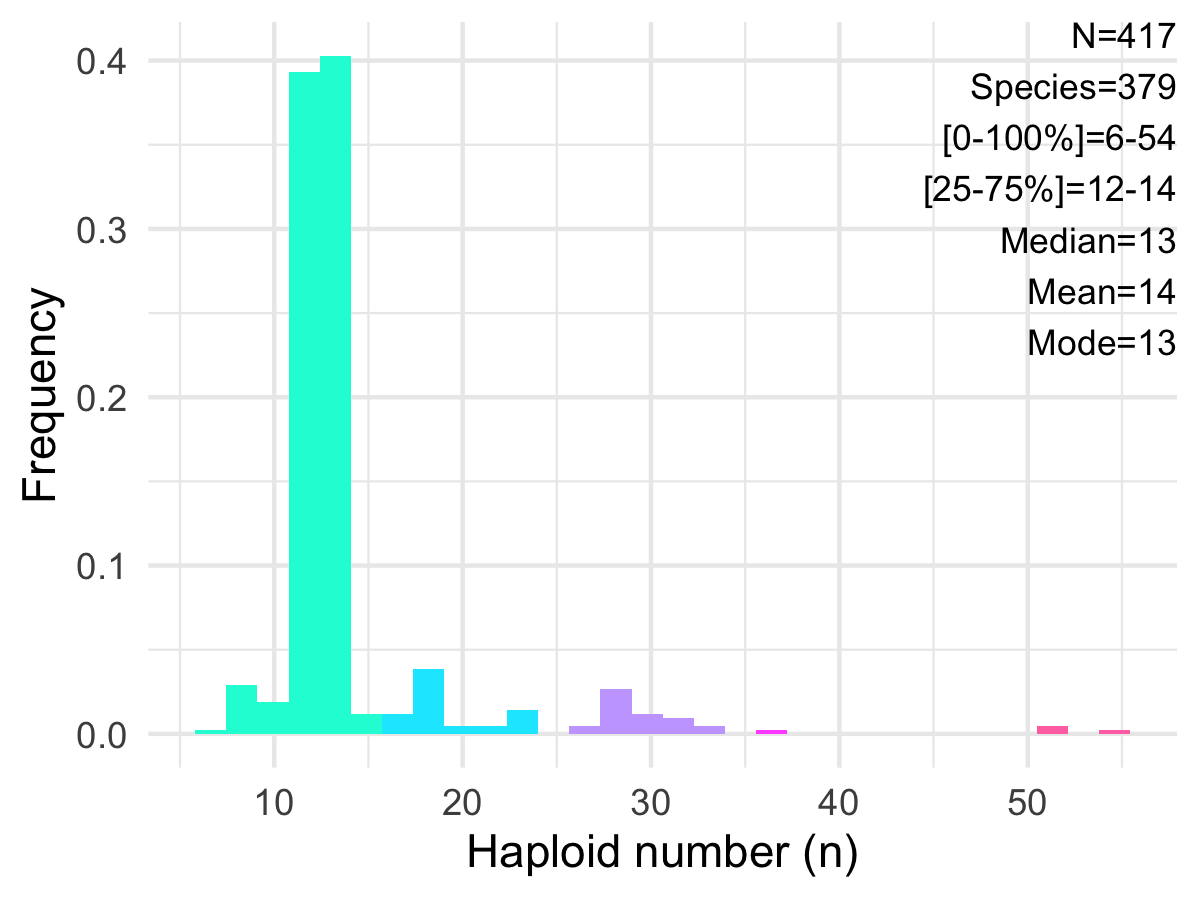 N=417
Species=379
[0-100%]=6-54
[25-75%]=12-14
Median=13
Mean=14
Mode=13
0.4
0.3
0.2
0.1
0.0
Frequency
10 20 30 40 50
Haploid number (n)